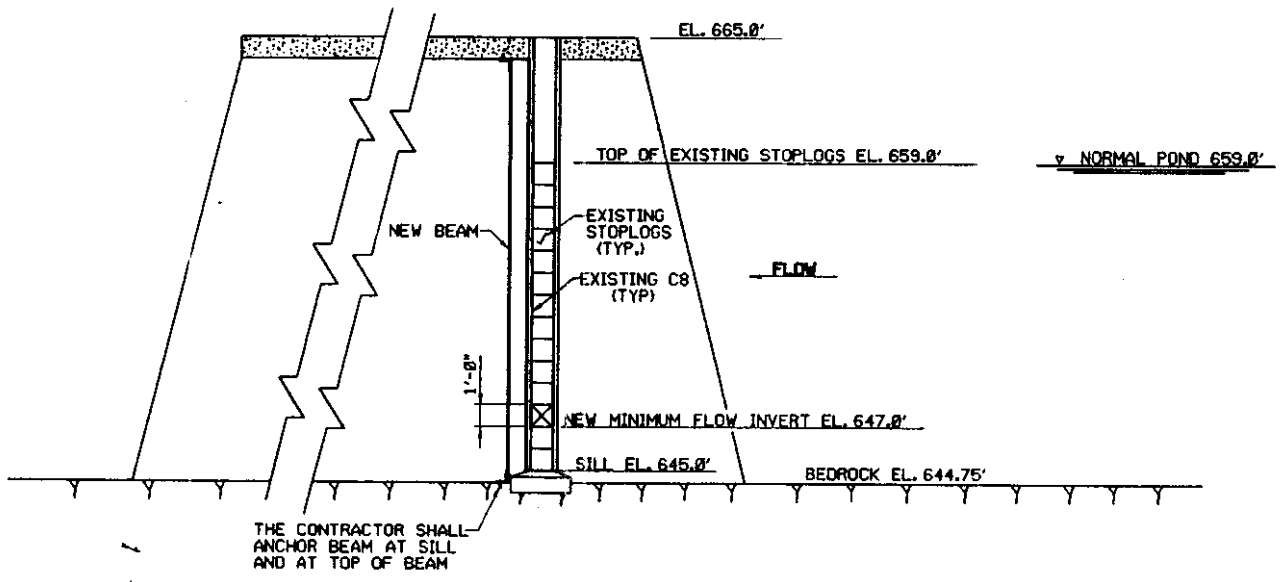 EL. 665.0'
TOP OF EXISTING STOPLOGS EL. 659.0'
NORMAL POND 659.0'
NEW BEAM
EXISTING
STOPLOGS
(TYP.)
FLOW
EXISTING C8
(TYP)
1'-0"
NEW MINIMUM FLOW INVERT EL. 647.0'
SILL EL. 645.0'
BEDROCK EL. 644.75'
THE CONTRACTOR SHALL
ANCHOR BEAM AT SILL
AND AT TOP OF BEAM